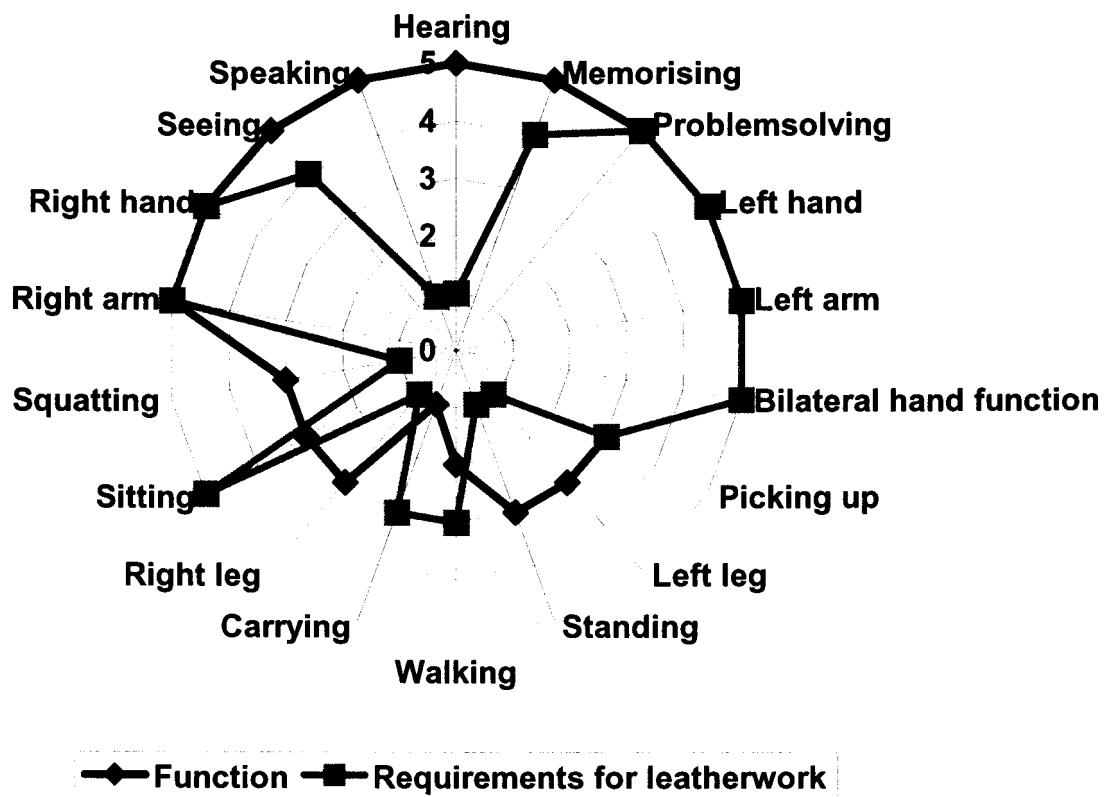 Hearing
5
Speaking
Memorising
Seeing
4
Problemsolving
3
Right hand
Left hand
2
Right arm
Left arm
0
Squatting
Bilateral hand function
Sitting
Picking up
Right leg
Left leg
Carrying
Standing
Walking
Function
Requirements for leatherwork